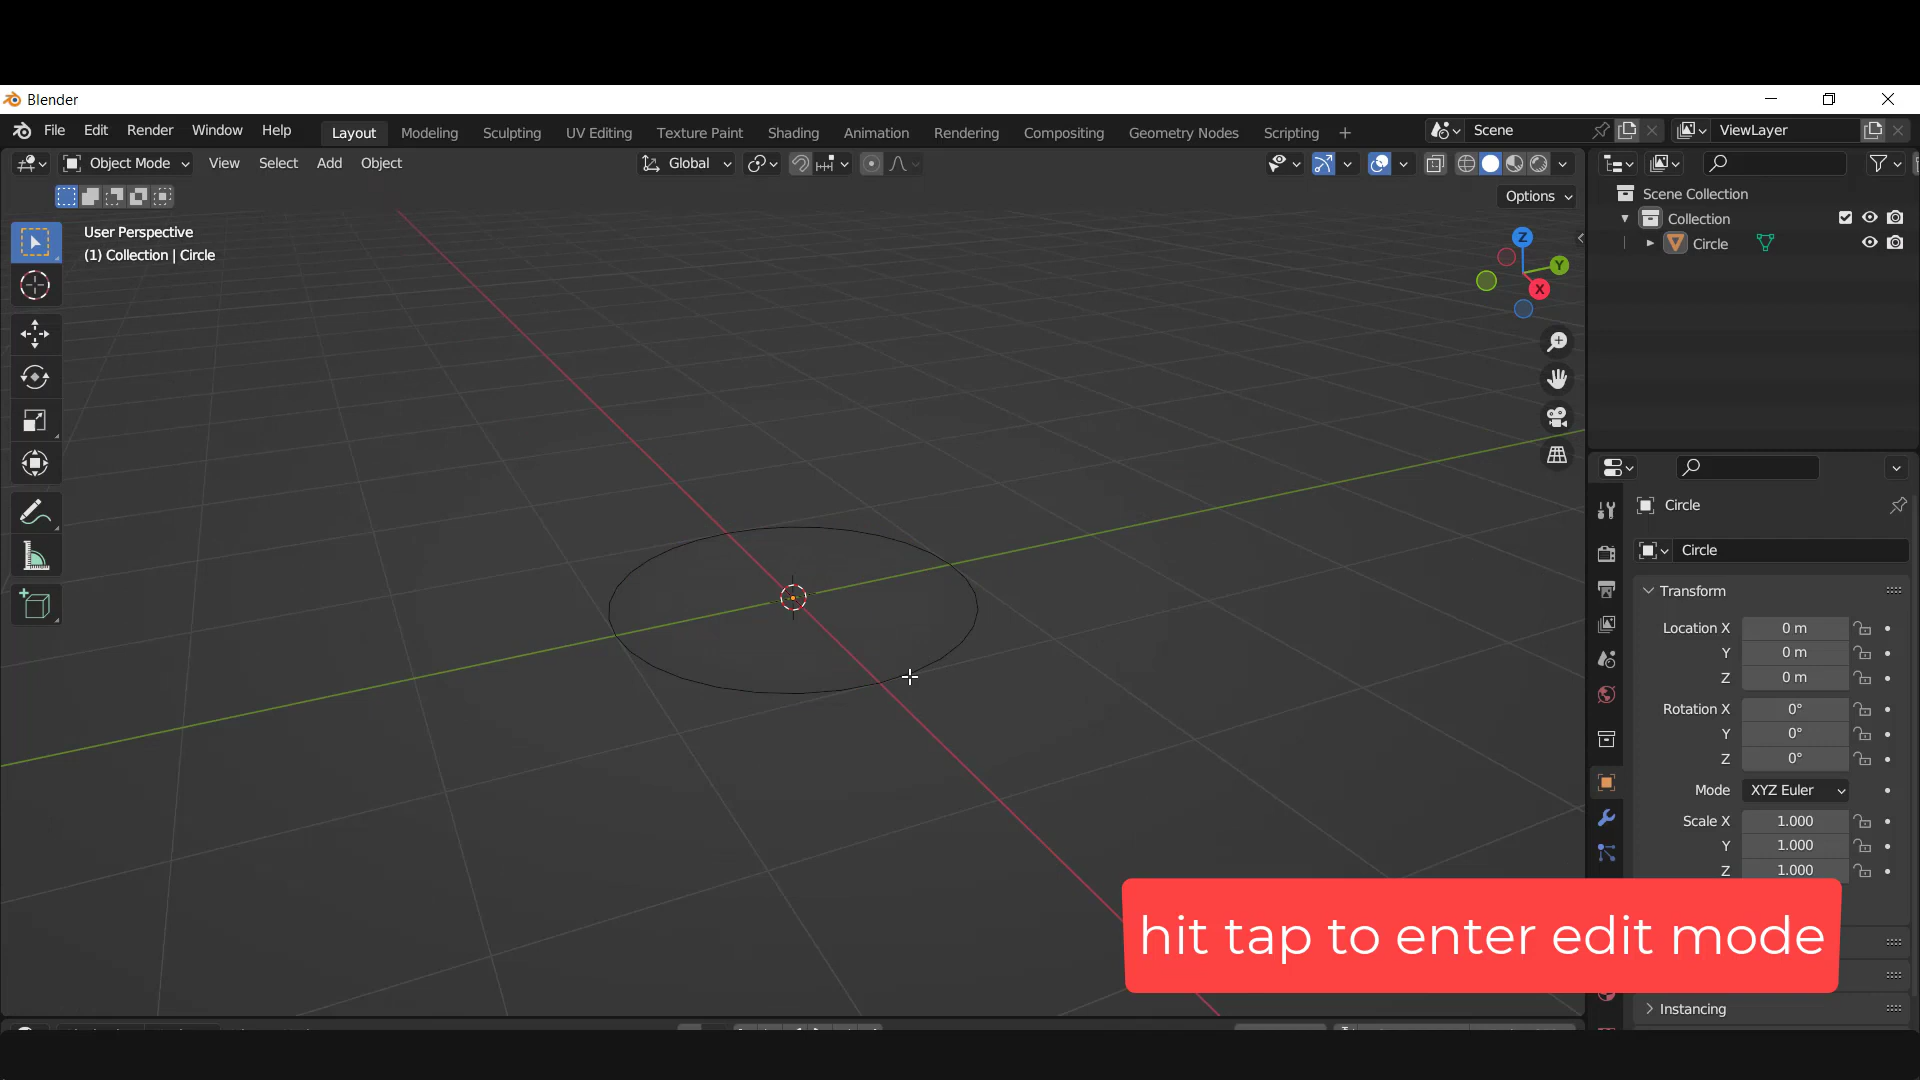 Blender
File Edit Render Window Help Layout Modeling Sculpting UV Editing Texture Paint Shading Animation Rendering Compositing Geometry Nodes Scripting + Scene ViewLayer
Object Mode View Select Add Object Global
Options
User Perspective
(1) Collection | Circle
Z
Y
X
Scene Collection
Collection
Circle
Circle
Circle
Transform
Location X 0 m
Y 0 m
Z 0 m
Rotation X 0°
Y 0°
Z 0°
Mode XYZ Euler
Scale X 1.000
Y 1.000
Z 1.000
hit tap to enter edit mode
Instancing